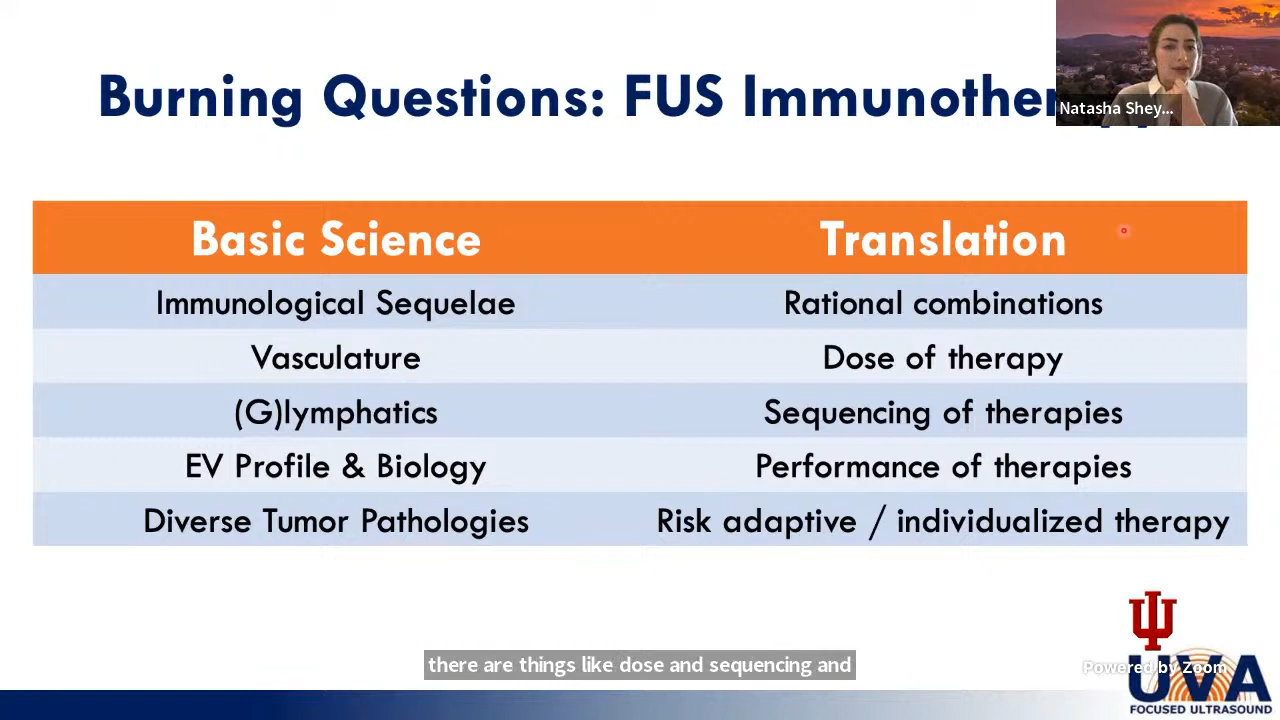 Burning Questions: FUS Immunother
Natasha Shey...
Basic Science
Translation
Immunological Sequelae
Rational combinations
Vasculature
Dose of therapy
(G)lymphatics
Sequencing of therapies
EV Profile & Biology
Performance of therapies
Diverse Tumor Pathologies
Risk adaptive / individualized therapy
there are things like dose and sequencing and
Powered by Zoom
UVA
FOCUSED ULTRASOUND